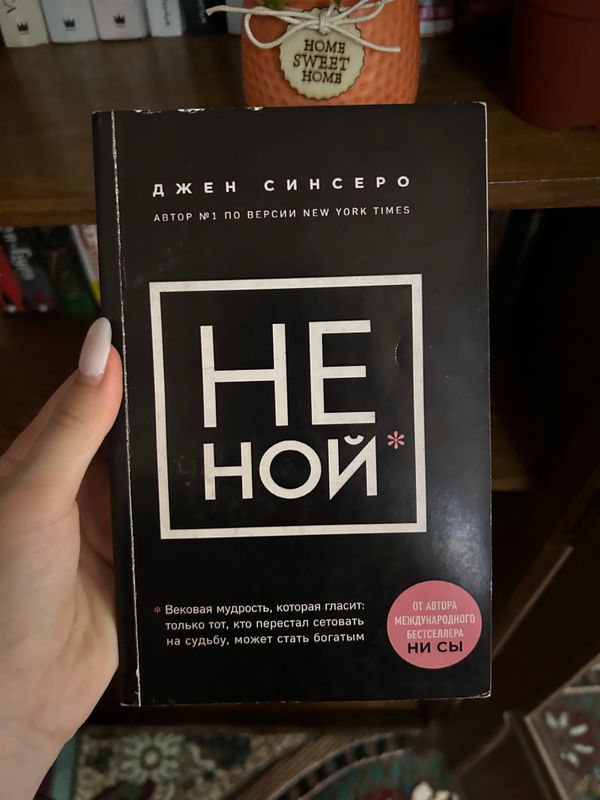 HOME
SWEET
HOME
ДЖЕН СИНСЕРО
АВТОР №1 ПО ВЕРСИИ NEW YORK TIMES
НЕ
НОЙ*
* Вековая мудрость, которая гласит:
только тот, кто перестал сетовать
на судьбу, может стать богатым
ОТ АВТОРА
МЕЖДУНАРОДНОГО
БЕСТСЕЛЛЕРА
НИ СЫ